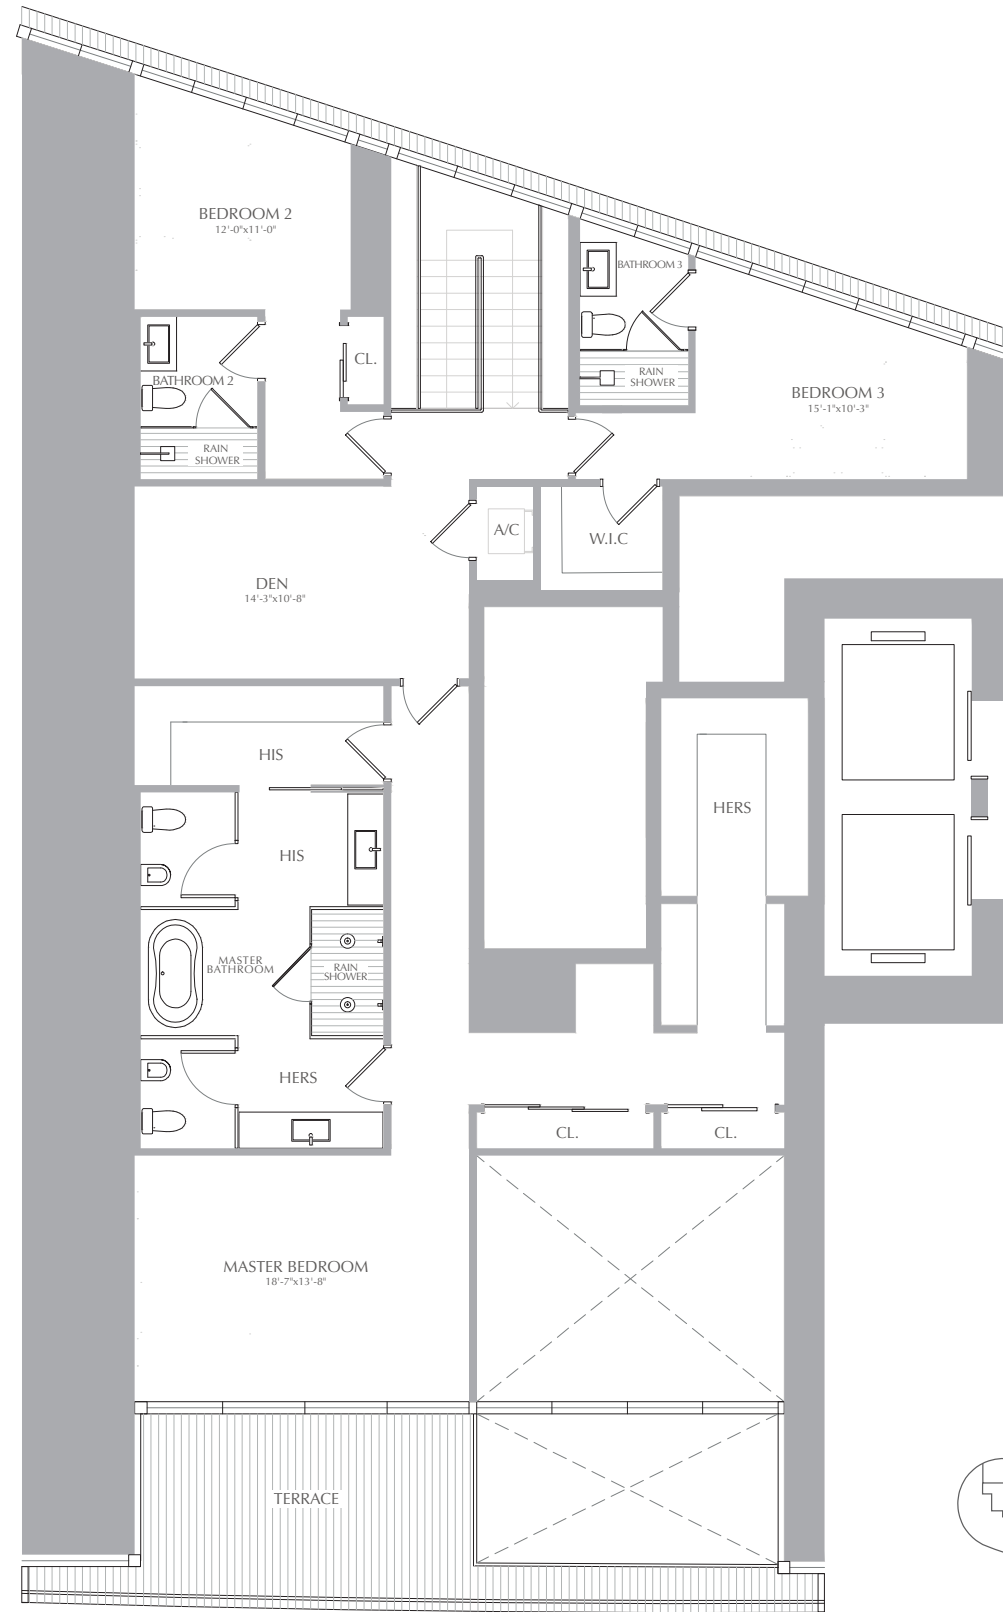 BEDROOM 2
12'-0"x11'-0"
BATHROOM 3
CL.
BATHROOM 2
RAIN
SHOWER
BEDROOM 3
15'-1"x10'-3"
RAIN
SHOWER
A/C
W.I.C
DEN
14'-3"x10'-8"
HIS
HERS
HIS
MASTER
BATHROOM
RAIN
SHOWER
HERS
CL.
CL.
MASTER BEDROOM
18'-7"x13'-8"
TERRACE